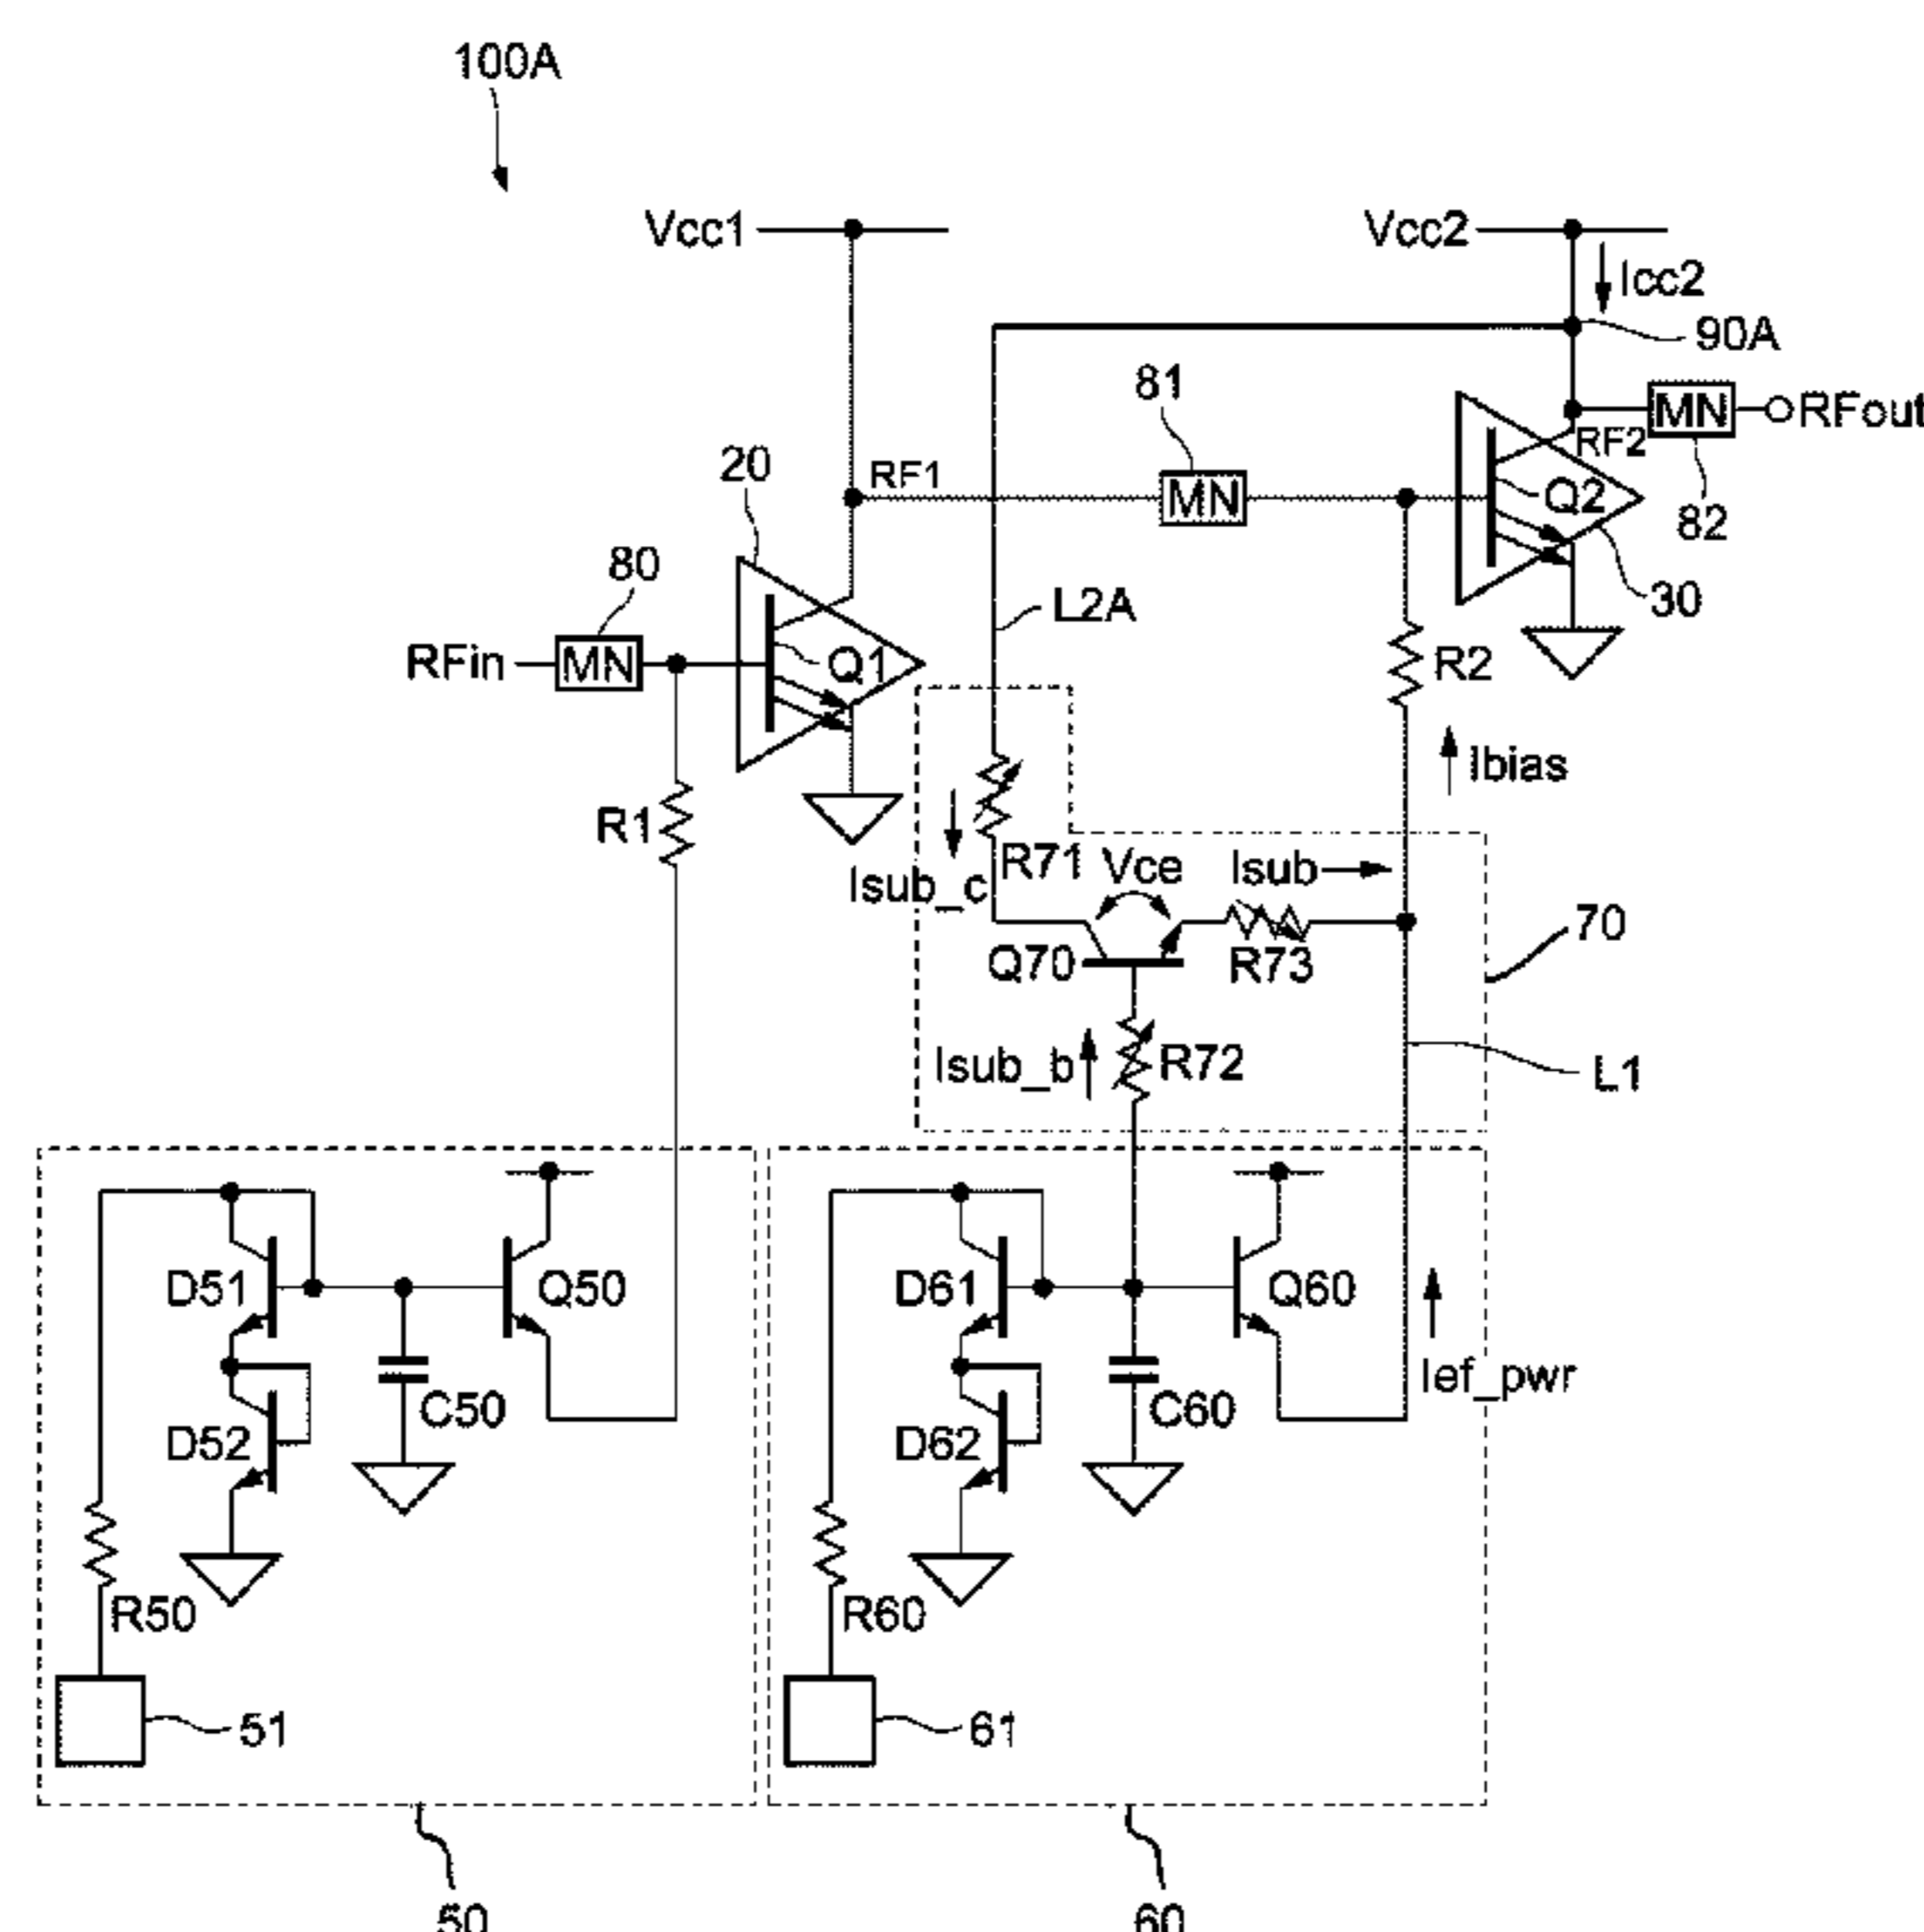 100A
Vcc1
Vcc2
Icc2
90A
81
MN
RFout
RF2
20
RF1
MN
Q2
82
80
L2A
30
RFin
MN
Q1
R2
Ibias
R1
R71
Vce
Isub
Isub_c
70
Q70
R73
Isub_b
R72
L1
D51
Q50
D61
Q60
Ief_pwr
C50
C60
D52
D62
R50
R60
51
61
50
60